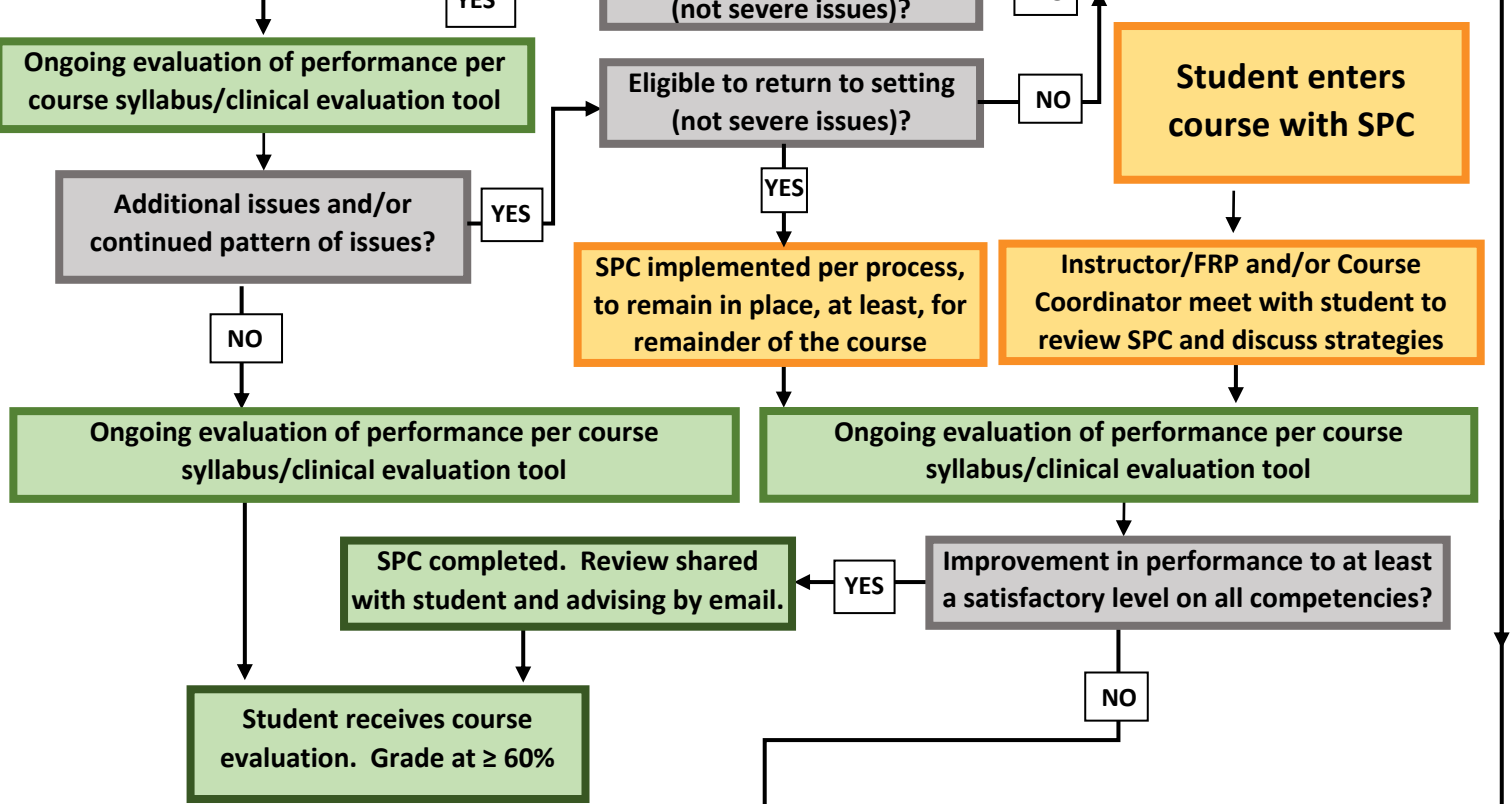 YES
(not severe issues)?
Ongoing evaluation of performance per
course syllabus/clinical evaluation tool
Eligible to return to setting
(not severe issues)?
NO
Student enters
course with SPC
Additional issues and/or
continued pattern of issues?
YES
YES
SPC implemented per process,
to remain in place, at least, for
remainder of the course
Instructor/FRP and/or Course
Coordinator meet with student to
review SPC and discuss strategies
NO
Ongoing evaluation of performance per course
syllabus/clinical evaluation tool
Ongoing evaluation of performance per course
syllabus/clinical evaluation tool
SPC completed.  Review shared
with student and advising by email.
YES
Improvement in performance to at least
a satisfactory level on all competencies?
NO
Student receives course
evaluation.  Grade at ≥ 60%